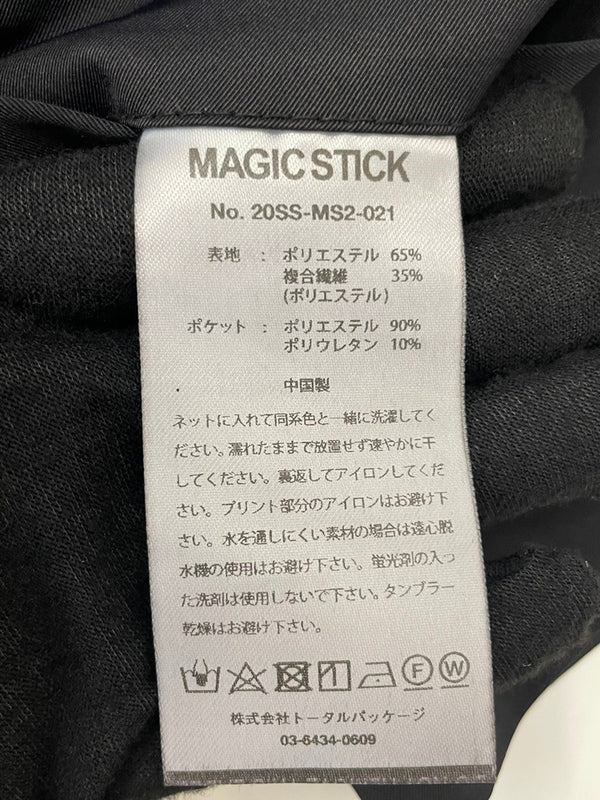 MAGIC STICK
No. 20SS-MS2-021
表地 : ポリエステル 65%
複合繊維 35%
(ポリエステル)
ポケット : ポリエステル 90%
ポリウレタン 10%
中国製
ネットに入れて同系色と一緒に洗濯してく
ださい。濡れたままで放置せず速やかに干
してください。裏返してアイロンしてくだ
さい。プリント部分のアイロンはお避け下
さい。水を通しにくい素材の場合は遠心脱
水機の使用はお避け下さい。蛍光剤の入っ
た洗剤は使用しないで下さい。タンブラー
乾燥はお避け下さい。
F W
株式会社トータルパッケージ
03-6434-0609